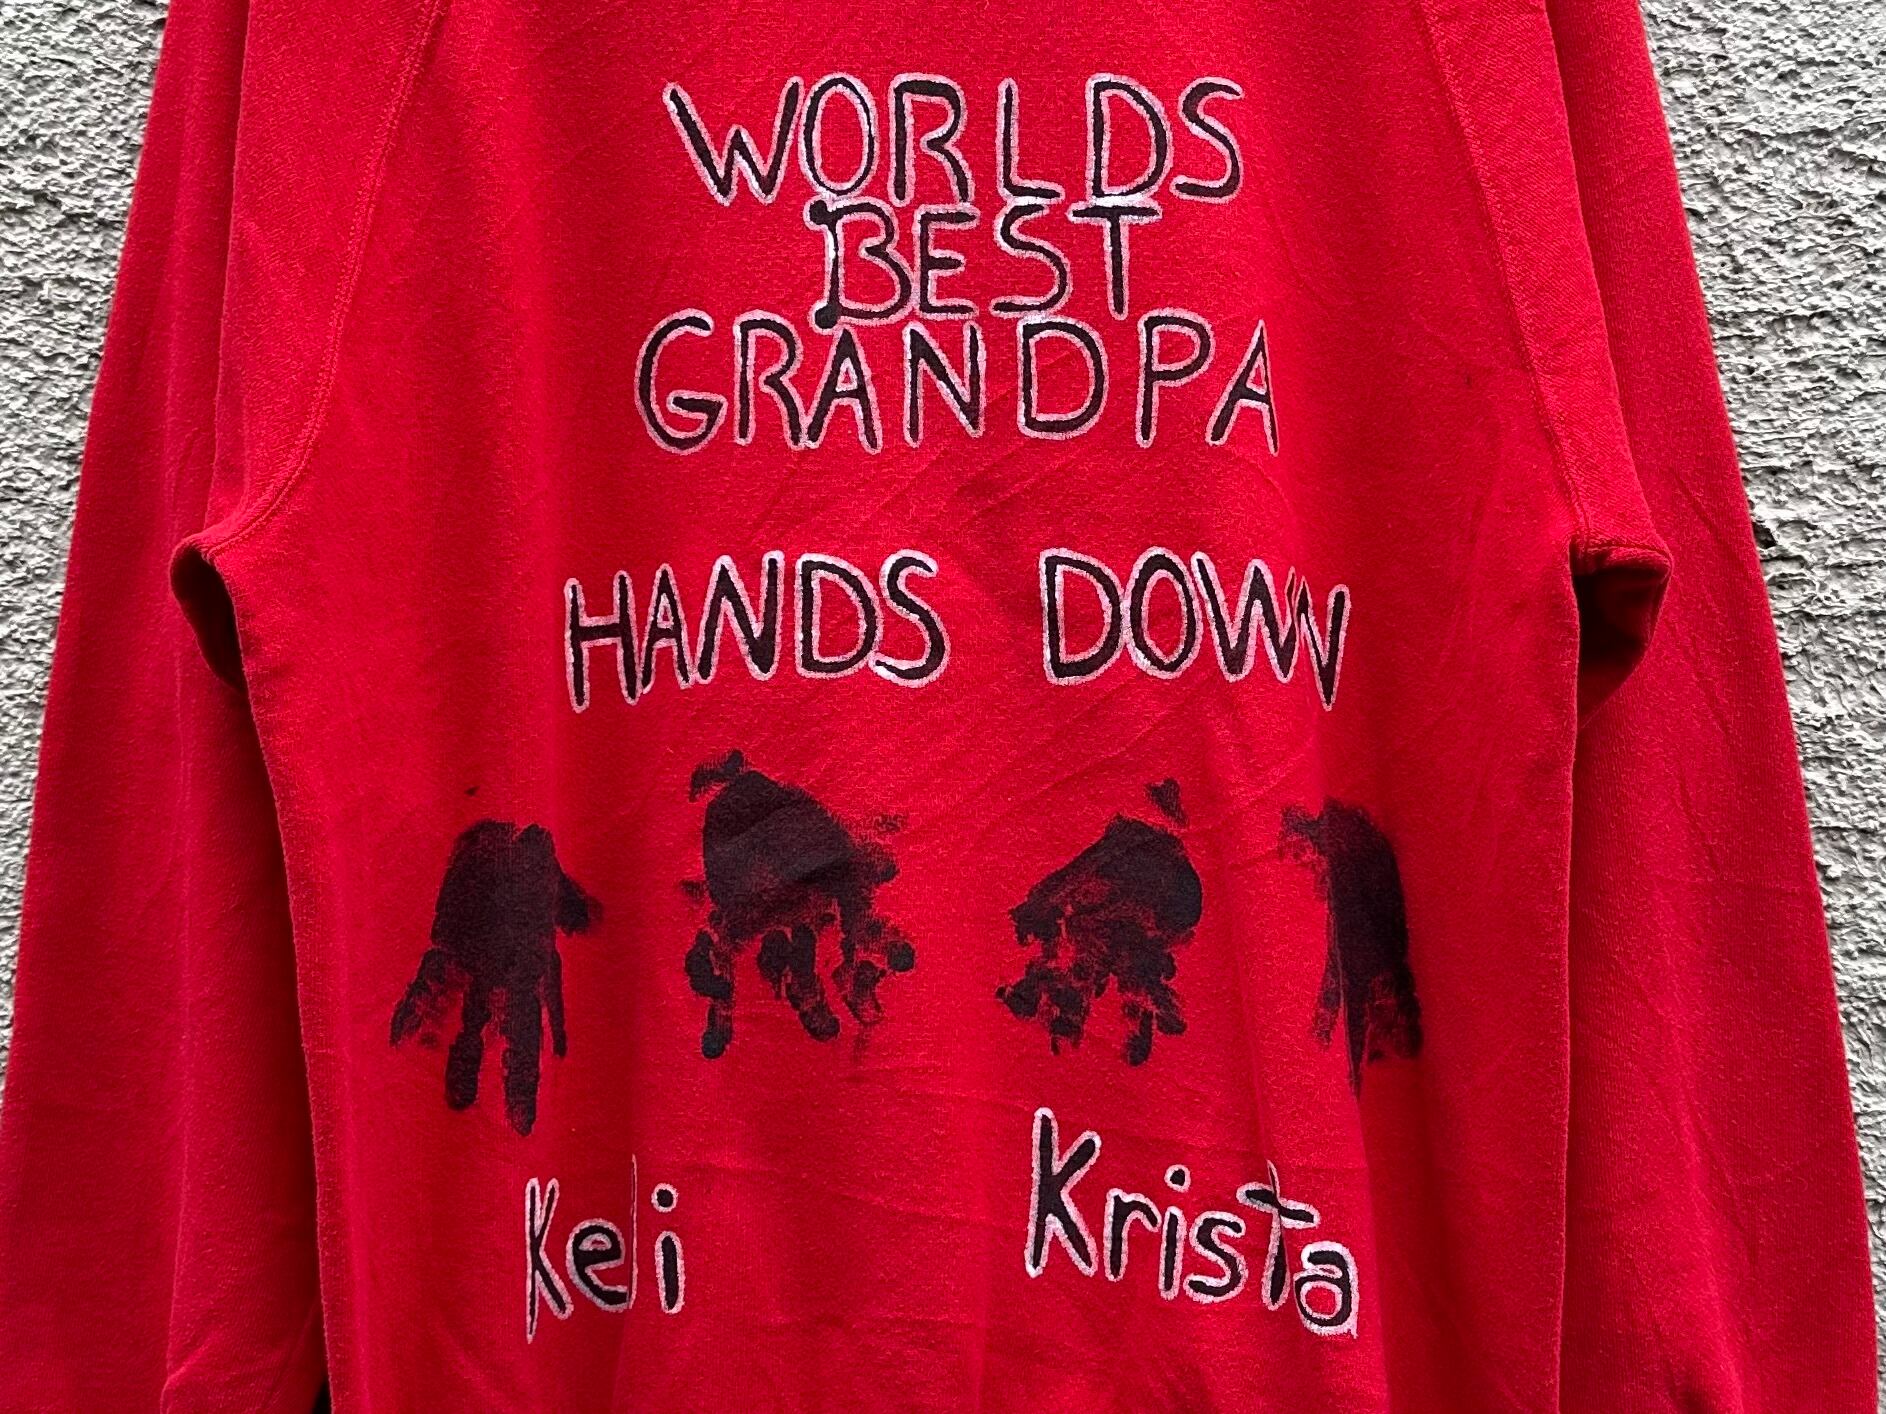 WORLDS
BEST
GRANDPA
HANDS DOWN
Keli Krista